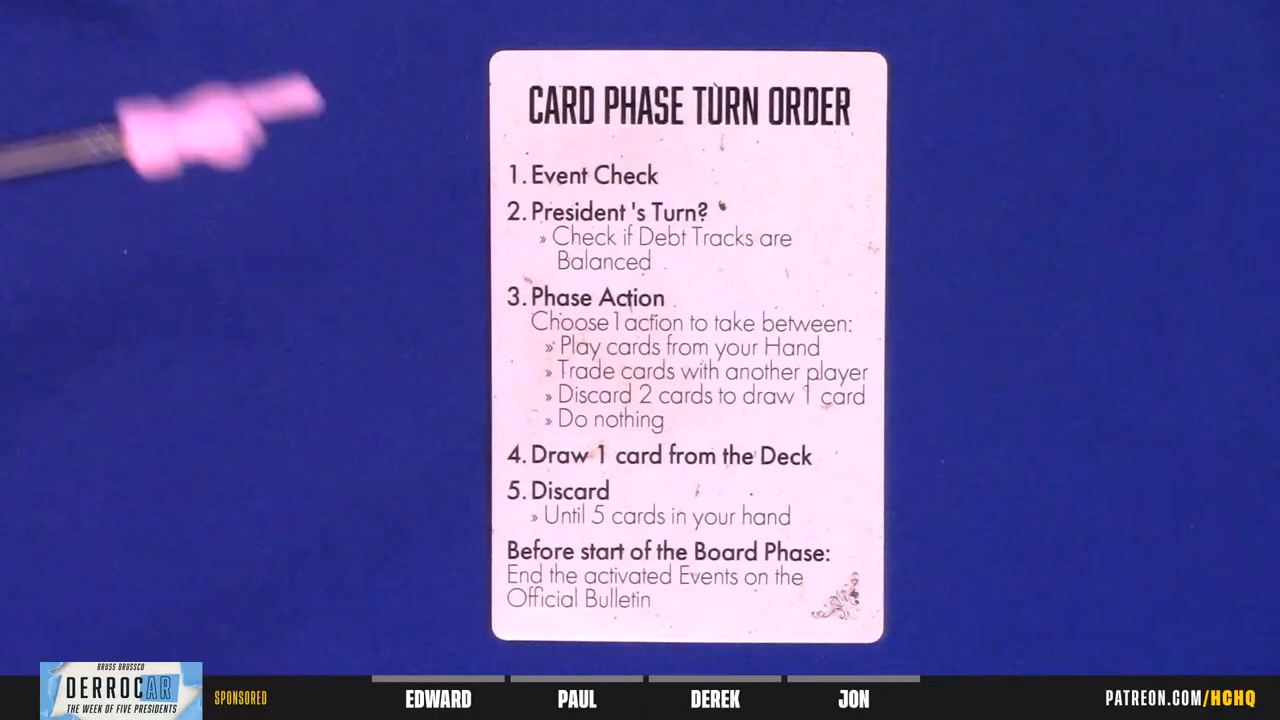 CARD PHASE TURN ORDER
1. Event Check
2. President 's Turn?
» Check if Debt Tracks are
Balanced
3. Phase Action
Choose 1 action to take between:
» Play cards from your Hand
» Trade cards with another player
» Discard 2 cards to draw 1 card
» Do nothing
4. Draw 1 card from the Deck
5. Discard
» Until 5 cards in your hand
Before start of the Board Phase:
End the activated Events on the
Official Bulletin
BRUSS BRUSSCO
DERROCAR
THE WEEK OF FIVE PRESIDENTS
SPONSORED
EDWARD
PAUL
DEREK
JON
PATREON.COM/HCHQ